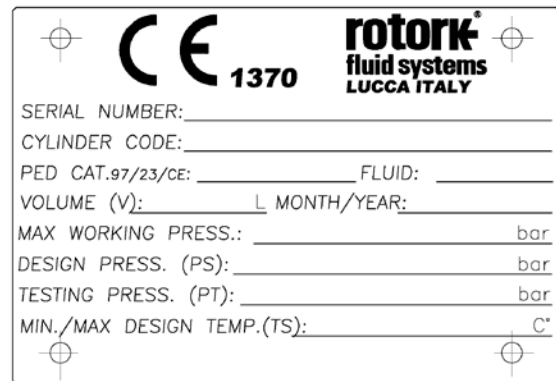 CE 1370 rotork®
fluid systems
LUCCA ITALY
SERIAL NUMBER:
CYLINDER CODE:
PED CAT.97/23/CE: FLUID:
VOLUME (V): L MONTH/YEAR:
MAX WORKING PRESS.: bar
DESIGN PRESS. (PS): bar
TESTING PRESS. (PT): bar
MIN./MAX DESIGN TEMP.(TS): C°